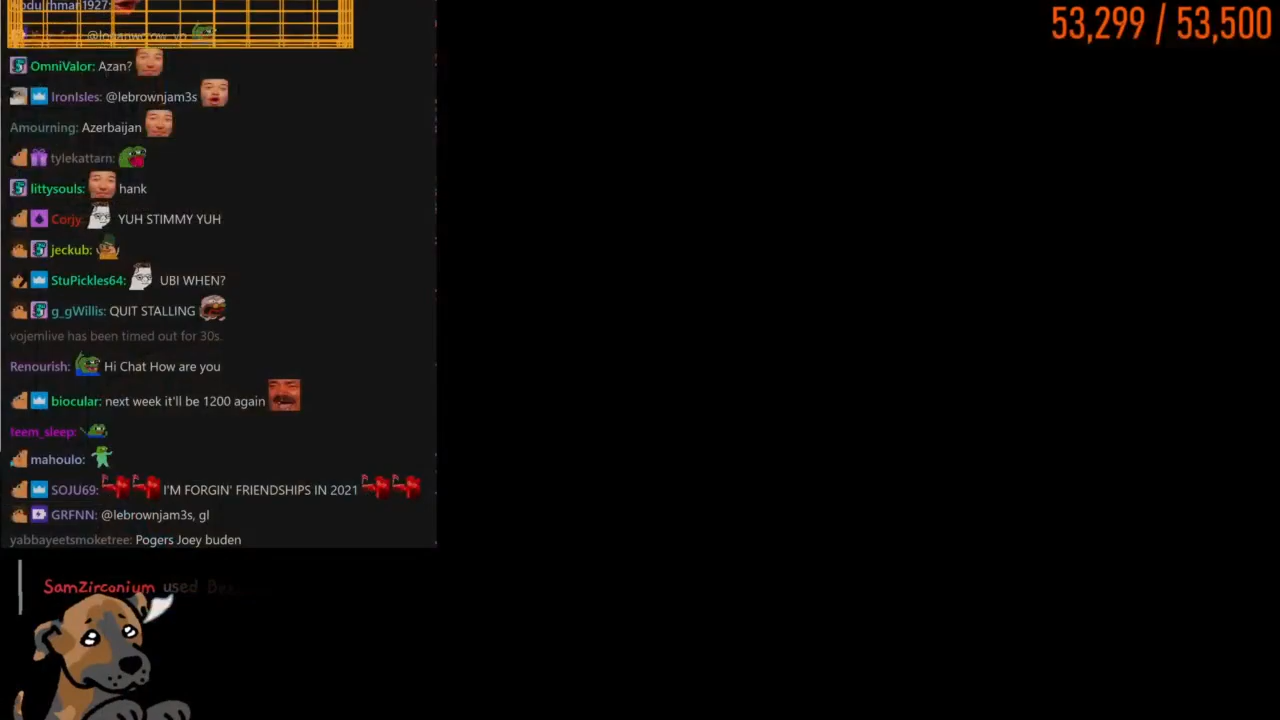 53,299 / 53,500
Abdulrhman1927:
OmniValor: Azan?
IronIsles: @lebrownjam3s
Amourning: Azerbaijan
tylekattarn:
littysouls: hank
Corjy: YUH STIMMY YUH
jeckub:
StuPickles64: UBI WHEN?
g_gWillis: QUIT STALLING
vojemlive has been timed out for 30s.
Renourish: Hi Chat How are you
biocular: next week it'll be 1200 again
teem_sleep:
mahoulo:
SOJU69: I'M FORGIN' FRIENDSHIPS IN 2021
GRFNN: @lebrownjam3s, gl
yabbayeetsmoketree: Pogers Joey buden
SamZirconium used